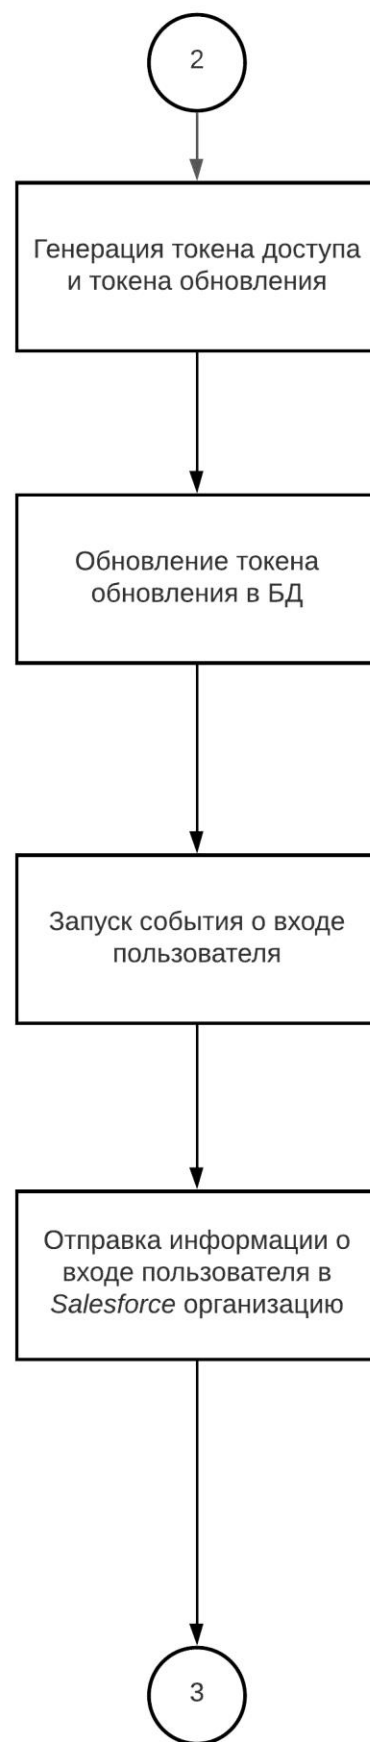 2
Генерация токена доступа
и токена обновления
Обновление токена
обновления в БД
Запуск события о входе
пользователя
Отправка информации о
входе пользователя в
Salesforce организацию
3